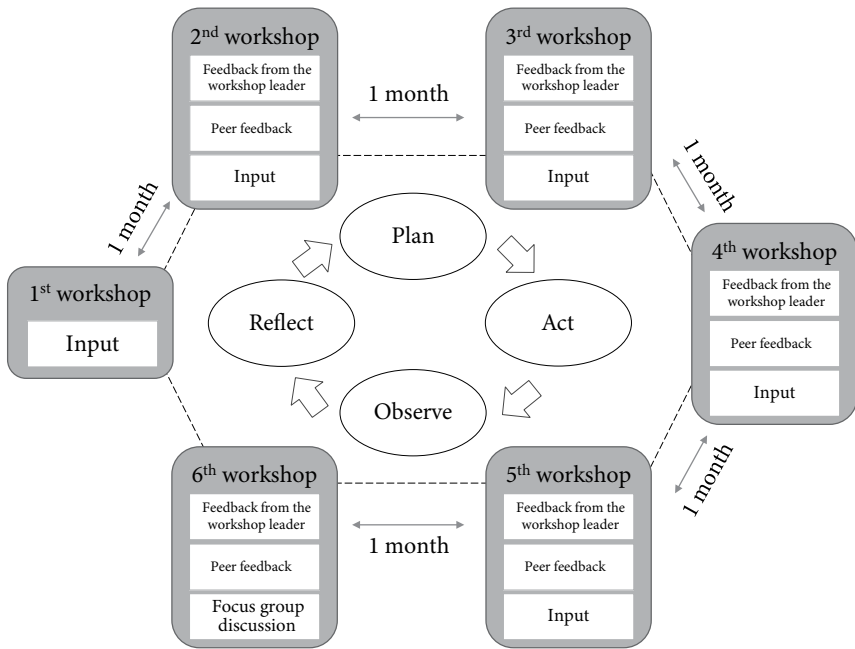 2nd workshop
Feedback from the
workshop leader
Peer feedback
Input
1 month
3rd workshop
Feedback from the
workshop leader
Peer feedback
Input
1 month
1 month
4th workshop
Feedback from the
workshop leader
Peer feedback
Input
1st workshop
Input
Plan
Reflect
Act
Observe
1 month
6th workshop
Feedback from the
workshop leader
Peer feedback
Focus group
discussion
1 month
5th workshop
Feedback from the
workshop leader
Peer feedback
Input